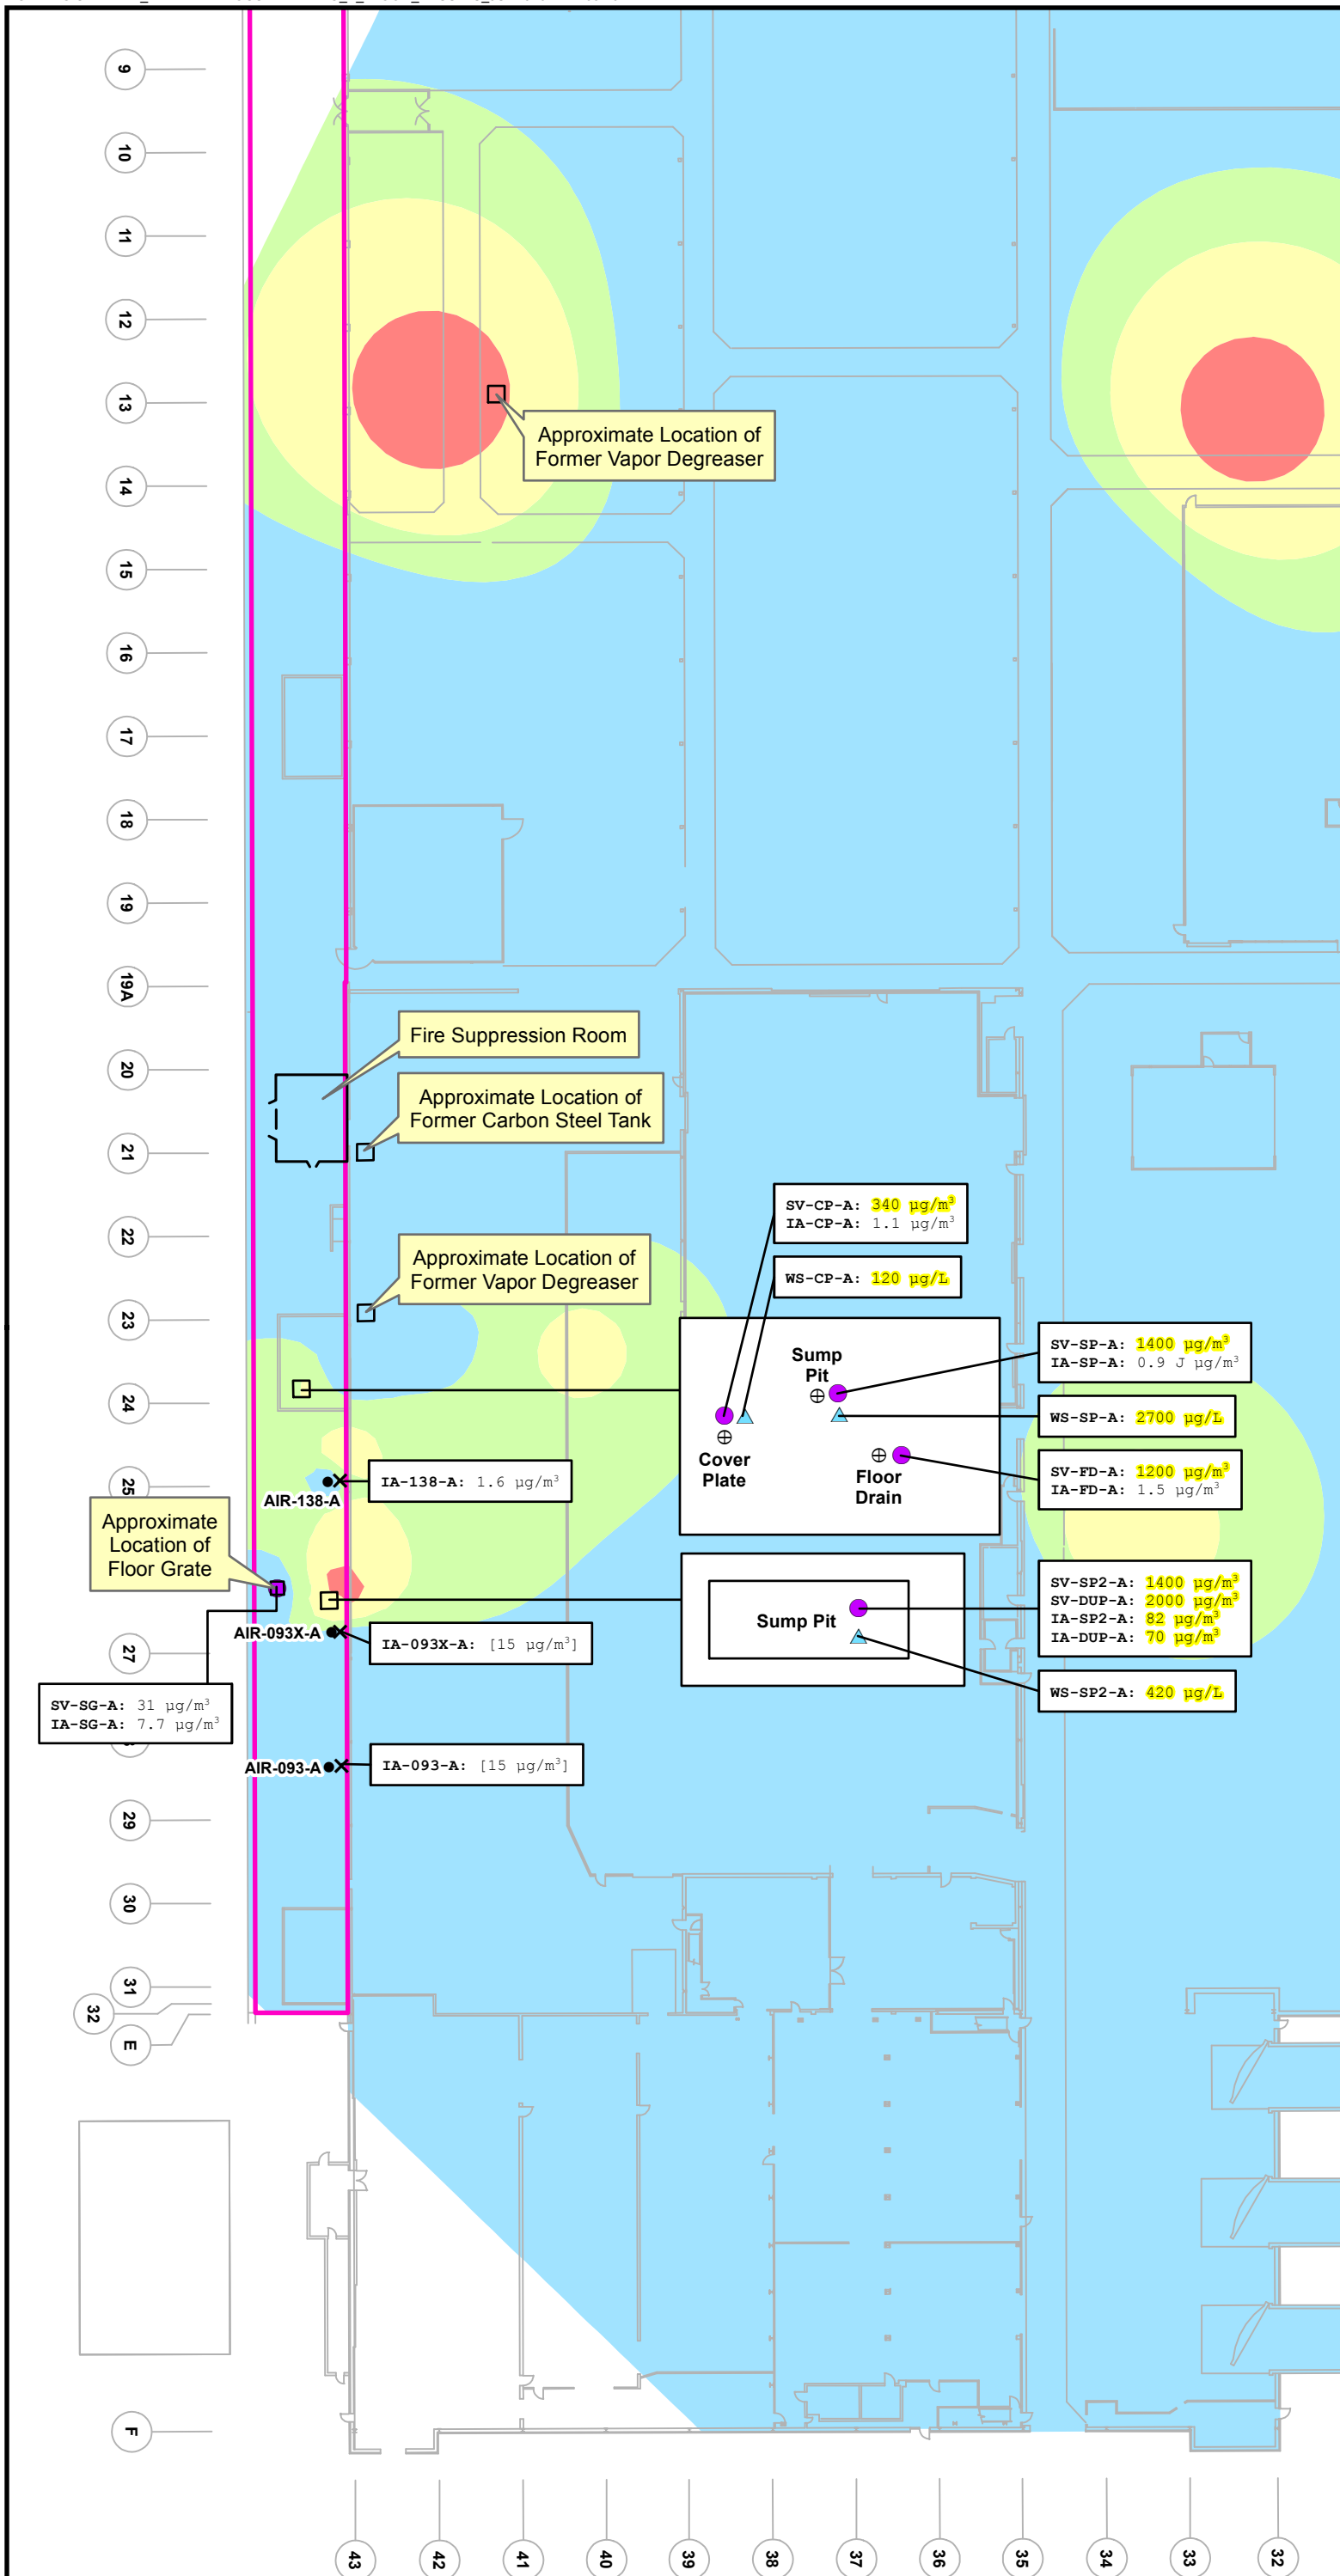 9
10
11
12
13
Approximate Location of
Former Vapor Degreaser
14
15
16
17
18
19
19A
Fire Suppression Room
20
Approximate Location of
Former Carbon Steel Tank
21
SV-CP-A: 340 µg/m³
IA-CP-A: 1.1 µg/m³
22
Approximate Location of
Former Vapor Degreaser
WS-CP-A: 120 µg/L
23
SV-SP-A: 1400 µg/m³
IA-SP-A: 0.9 J µg/m³
Sump
Pit
24
WS-SP-A: 2700 µg/L
Cover
Plate
Floor
Drain
SV-FD-A: 1200 µg/m³
IA-FD-A: 1.5 µg/m³
25
IA-138-A: 1.6 µg/m³
AIR-138-A
Approximate
Location of
Floor Grate
SV-SP2-A: 1400 µg/m³
SV-DUP-A: 2000 µg/m³
IA-SP2-A: 82 µg/m³
IA-DUP-A: 70 µg/m³
Sump Pit
AIR-093X-A
IA-093X-A: [15 µg/m³]
27
WS-SP2-A: 420 µg/L
SV-SG-A: 31 µg/m³
IA-SG-A: 7.7 µg/m³
AIR-093-A
IA-093-A: [15 µg/m³]
29
30
31
32
E
F
43
42
41
40
39
38
37
36
35
34
33
32